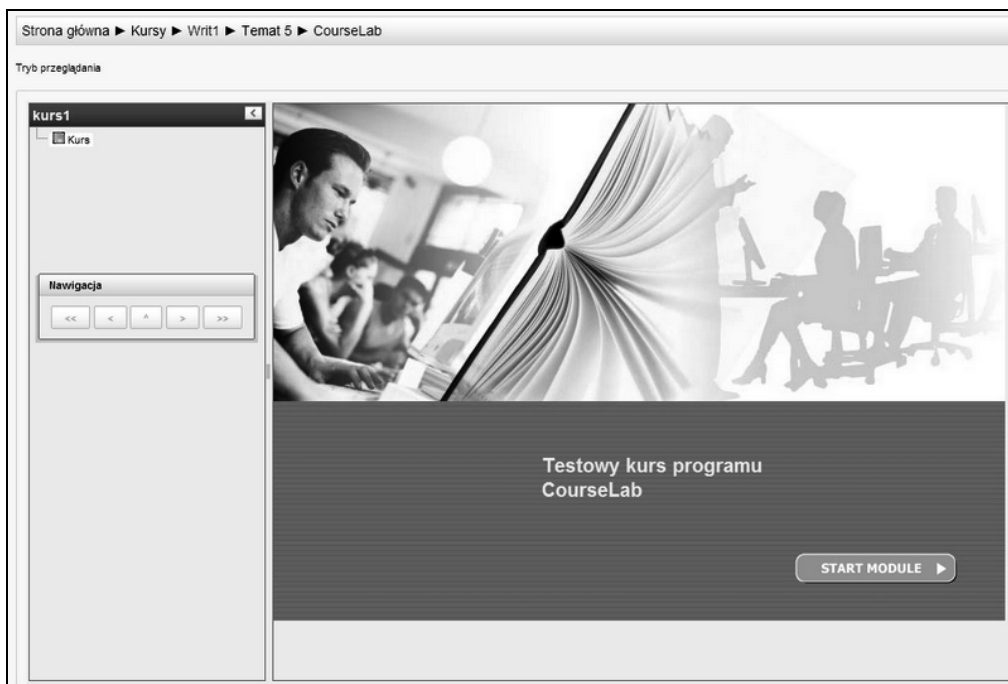 Strona główna ► Kursy ► Writ1 ► Temat 5 ► CourseLab
Tryb przeglądania
kurs1
<
Kurs
Nawigacja
<< < ^ > >>
Testowy kurs programu
CourseLab
START MODULE ►